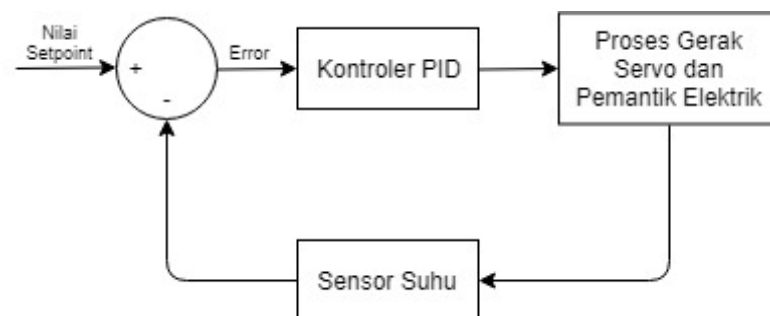 Nilai
Setpoint
+
-
Error
Kontroler PID
Proses Gerak
Servo dan
Pemantik Elektrik
Sensor Suhu